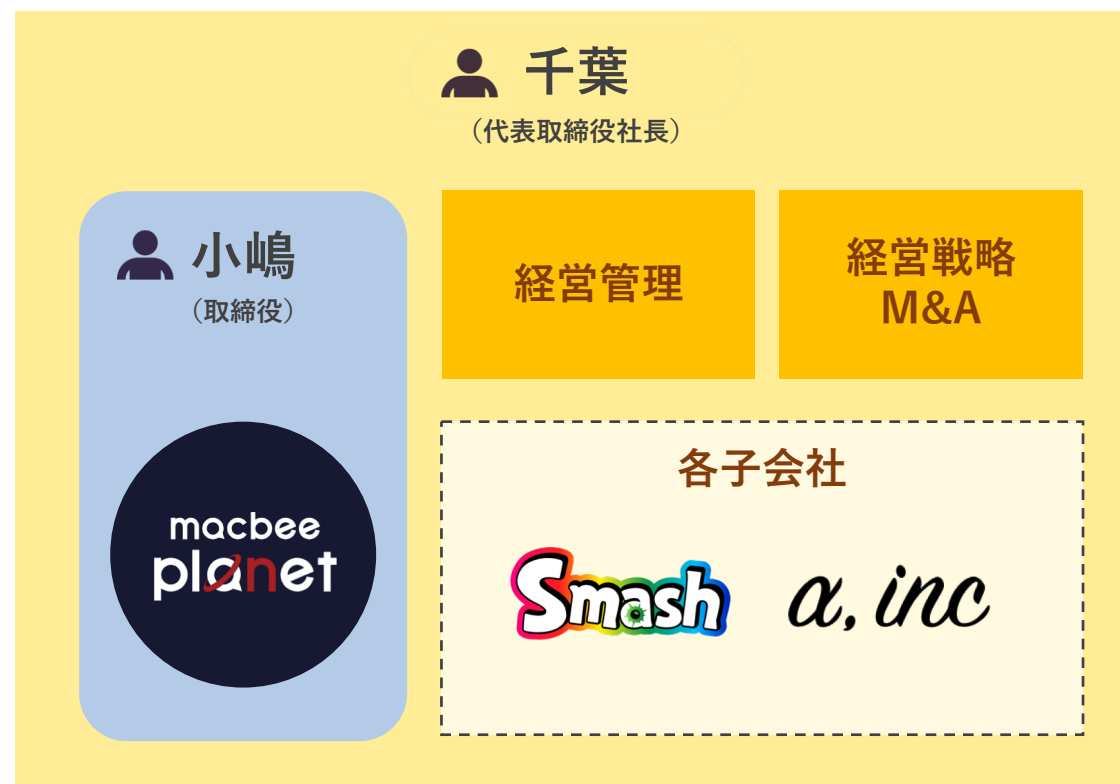 千葉
（代表取締役社長）
小嶋
（取締役）
macbee
planet
経営管理
経営戦略
M&A
各子会社
Smash
α, inc